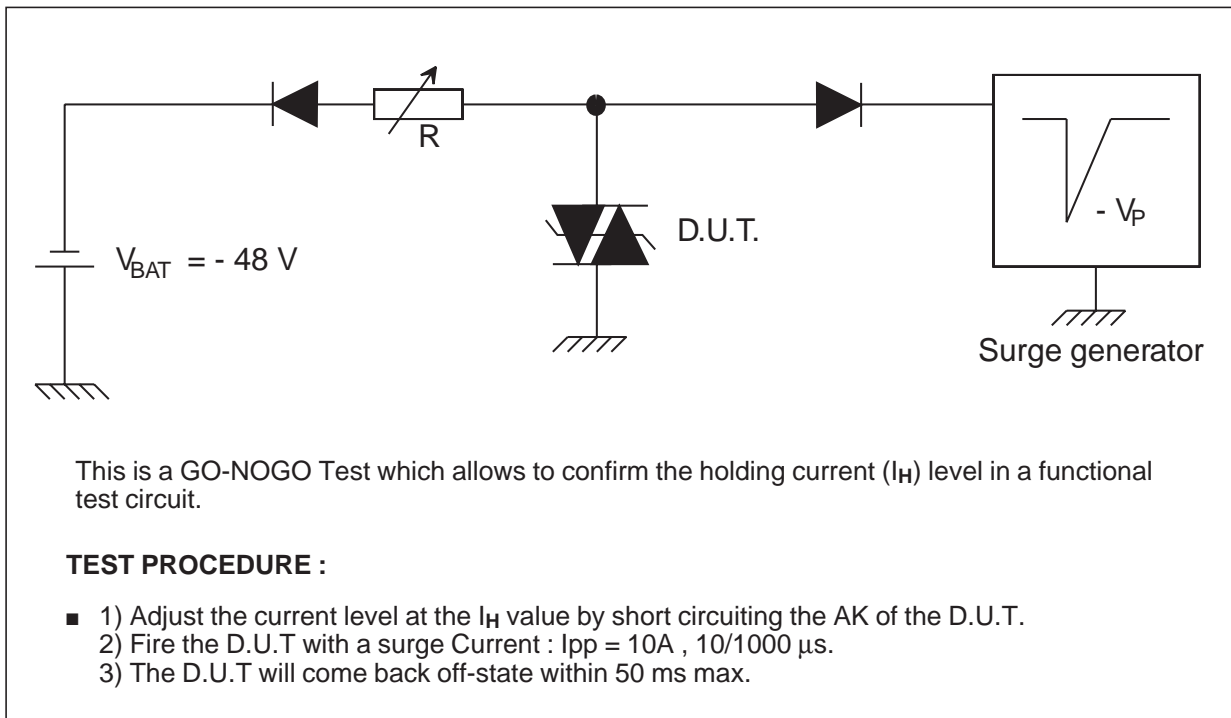 R
D.U.T.
V_BAT = - 48 V
- V_P
Surge generator
This is a GO-NOGO Test which allows to confirm the holding current (I_H) level in a functional
test circuit.
TEST PROCEDURE :
■ 1) Adjust the current level at the I_H value by short circuiting the AK of the D.U.T.
2) Fire the D.U.T with a surge Current : Ipp = 10A , 10/1000 μs.
3) The D.U.T will come back off-state within 50 ms max.